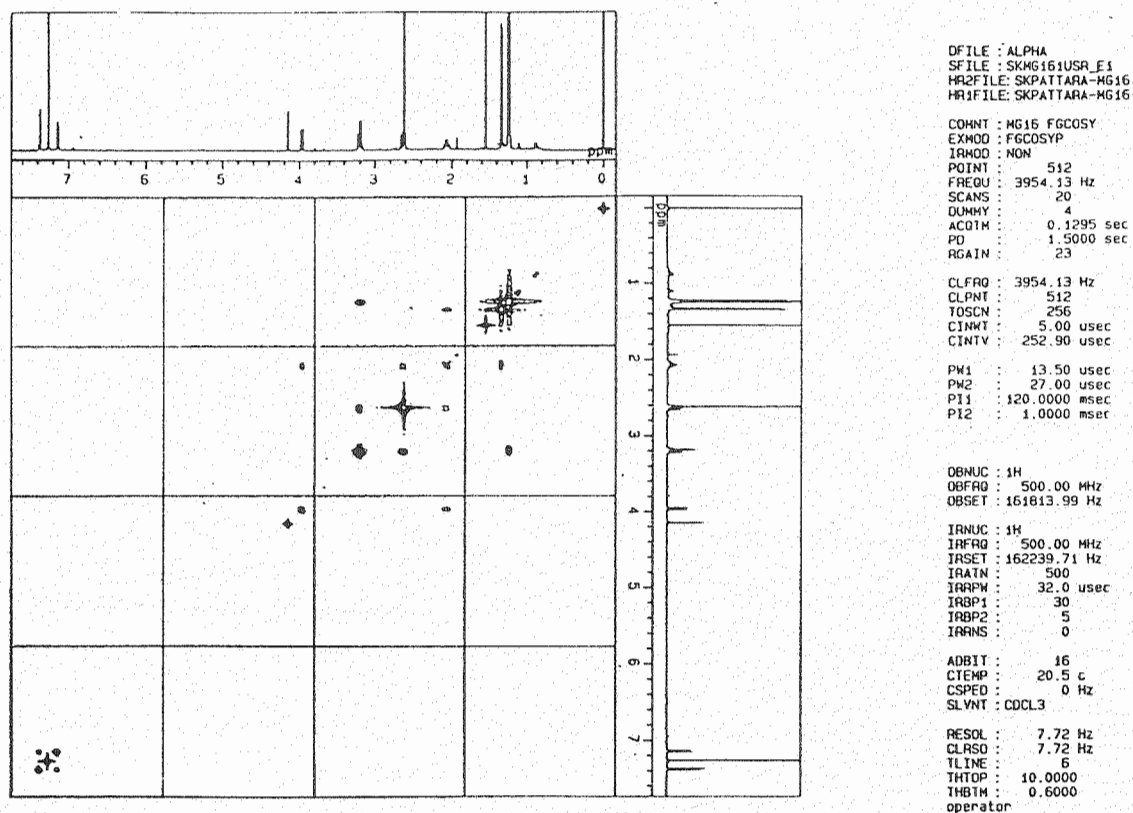 ppm
7 6 5 4 3 2 1 0
ppm
1
2
3
4
5
6
7
DFILE : ALPHA
SFILE : SKMG161USR_E1
HR2FILE: SKPATTARA-MG16
HR1FILE: SKPATTARA-MG16
COMNT : MG16 FGCOSY
EXMOD : FGCOSYP
IRMOD : NON
POINT : 512
FREQU : 3954.13 Hz
SCANS : 20
DUMMY : 4
ACQTM : 0.1295 sec
PD : 1.5000 sec
RGAIN : 23
CLFRQ : 3954.13 Hz
CLPNT : 512
TOSCN : 256
CINWT : 5.00 usec
CINTV : 252.90 usec
PW1 : 13.50 usec
PW2 : 27.00 usec
PI1 : 120.0000 msec
PI2 : 1.0000 msec
OBNUC : 1H
OBFRQ : 500.00 MHz
OBSET : 161813.99 Hz
IRNUC : 1H
IRFRQ : 500.00 MHz
IRSET : 162239.71 Hz
IRATN : 500
IRRPW : 32.0 usec
IRBP1 : 30
IRBP2 : 5
IRRNS : 0
ADBIT : 16
CTEMP : 20.5 c
CSPED : 0 Hz
SLVNT : CDCL3
RESOL : 7.72 Hz
CLRSO : 7.72 Hz
TLINE : 6
THTOP : 10.0000
THBTM : 0.6000
operator